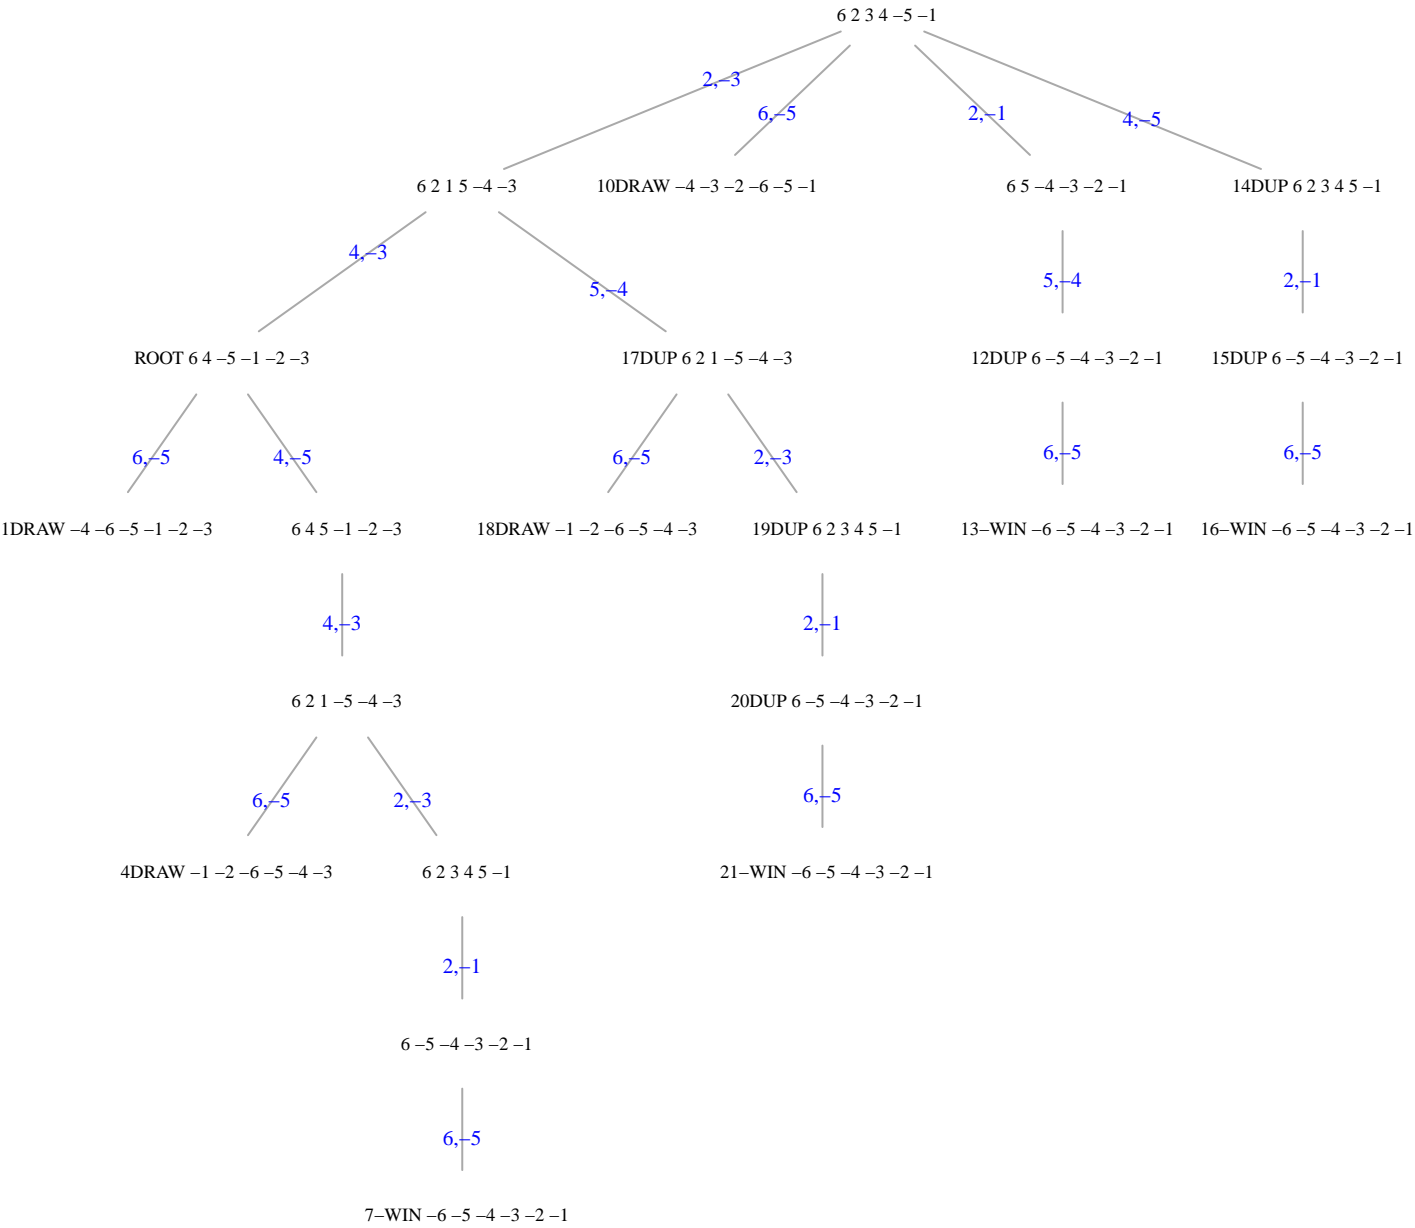 6 2 3 4 –5 –1
2,–3
6,–5
2,–1
4,–5
6 2 1 5 –4 –3
10DRAW –4 –3 –2 –6 –5 –1
6 5 –4 –3 –2 –1
14DUP 6 2 3 4 5 –1
4,–3
5,–4
5,–4
2,–1
ROOT 6 4 –5 –1 –2 –3
17DUP 6 2 1 –5 –4 –3
12DUP 6 –5 –4 –3 –2 –1
15DUP 6 –5 –4 –3 –2 –1
6,–5
4,–5
6,–5
2,–3
6,–5
6,–5
1DRAW –4 –6 –5 –1 –2 –3
6 4 5 –1 –2 –3
18DRAW –1 –2 –6 –5 –4 –3
19DUP 6 2 3 4 5 –1
13–WIN –6 –5 –4 –3 –2 –1
16–WIN –6 –5 –4 –3 –2 –1
4,–3
2,–1
6 2 1 –5 –4 –3
20DUP 6 –5 –4 –3 –2 –1
6,–5
2,–3
6,–5
4DRAW –1 –2 –6 –5 –4 –3
6 2 3 4 5 –1
21–WIN –6 –5 –4 –3 –2 –1
2,–1
6 –5 –4 –3 –2 –1
6,–5
7–WIN –6 –5 –4 –3 –2 –1